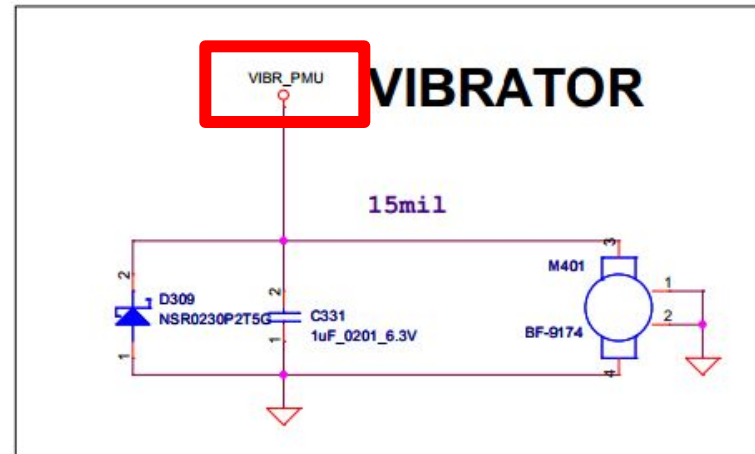 VIBR_PMU
VIBRATOR
15mil
3
M401
1
2
BF-9174
4
2
D309
NSR0230P2T5G
1
2
C331
1uF_0201_6.3V
1